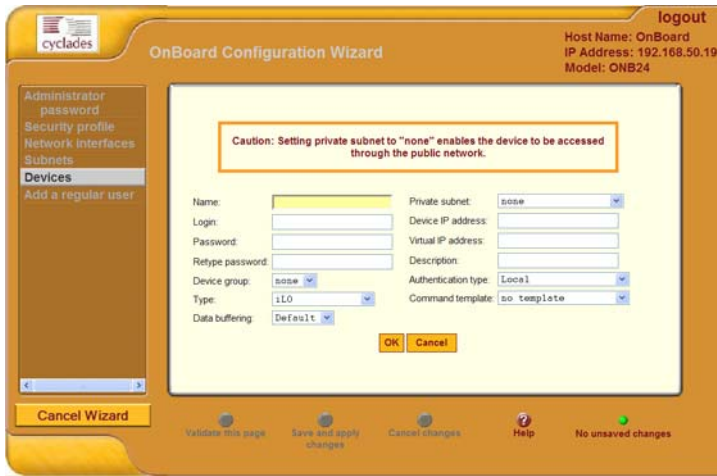 cyclades
OnBoard Configuration Wizard
logout
Host Name: OnBoard
IP Address: 192.168.50.19
Model: ONB24
Administrator
password
Security profile
Network Interfaces
Subnets
Devices
Add a regular user
Cancel Wizard
Caution: Setting private subnet to "none" enables the device to be accessed
through the public network.
Name:
Login:
Password:
Retype password:
Device group: none
Type: iLO
Data buffering: Default
Private subnet: none
Device IP address:
Virtual IP address:
Description:
Authentication type: Local
Command template: no template
OK Cancel
Validate this page
Save and apply
changes
Cancel changes
Help
No unsaved changes